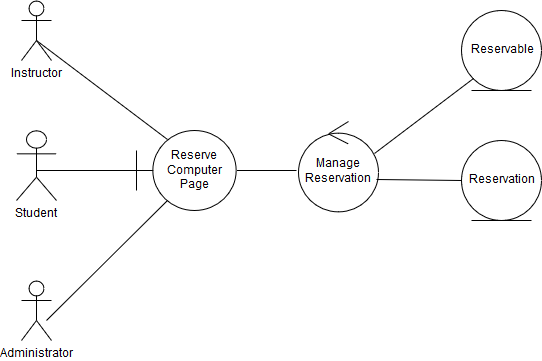 Instructor
Student
Administrator
Reserve
Computer
Page
Manage
Reservation
Reservable
Reservation